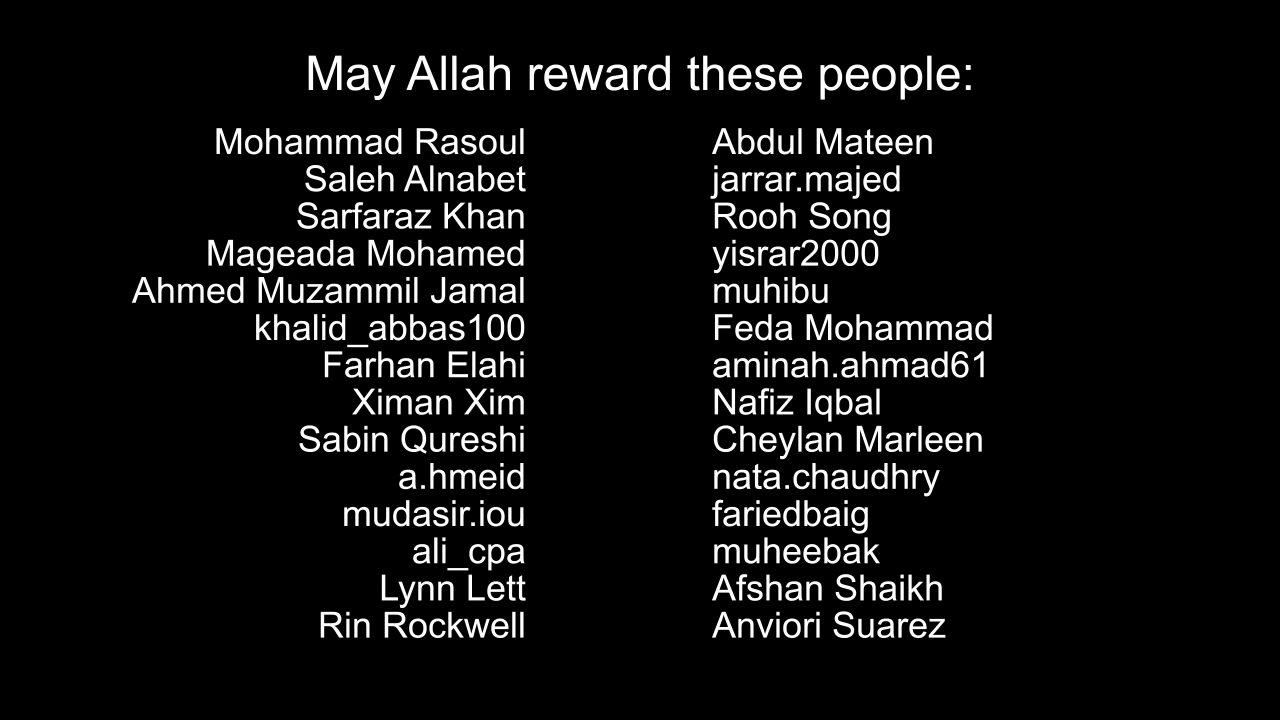 May Allah reward these people:
Mohammad Rasoul
Saleh Alnabet
Sarfaraz Khan
Mageada Mohamed
Ahmed Muzammil Jamal
khalid_abbas100
Farhan Elahi
Ximan Xim
Sabin Qureshi
a.hmeid
mudasir.iou
ali_cpa
Lynn Lett
Rin Rockwell
Abdul Mateen
jarrar.majed
Rooh Song
yisrar2000
muhibu
Feda Mohammad
aminah.ahmad61
Nafiz Iqbal
Cheylan Marleen
nata.chaudhry
fariedbaig
muheebak
Afshan Shaikh
Anviori Suarez